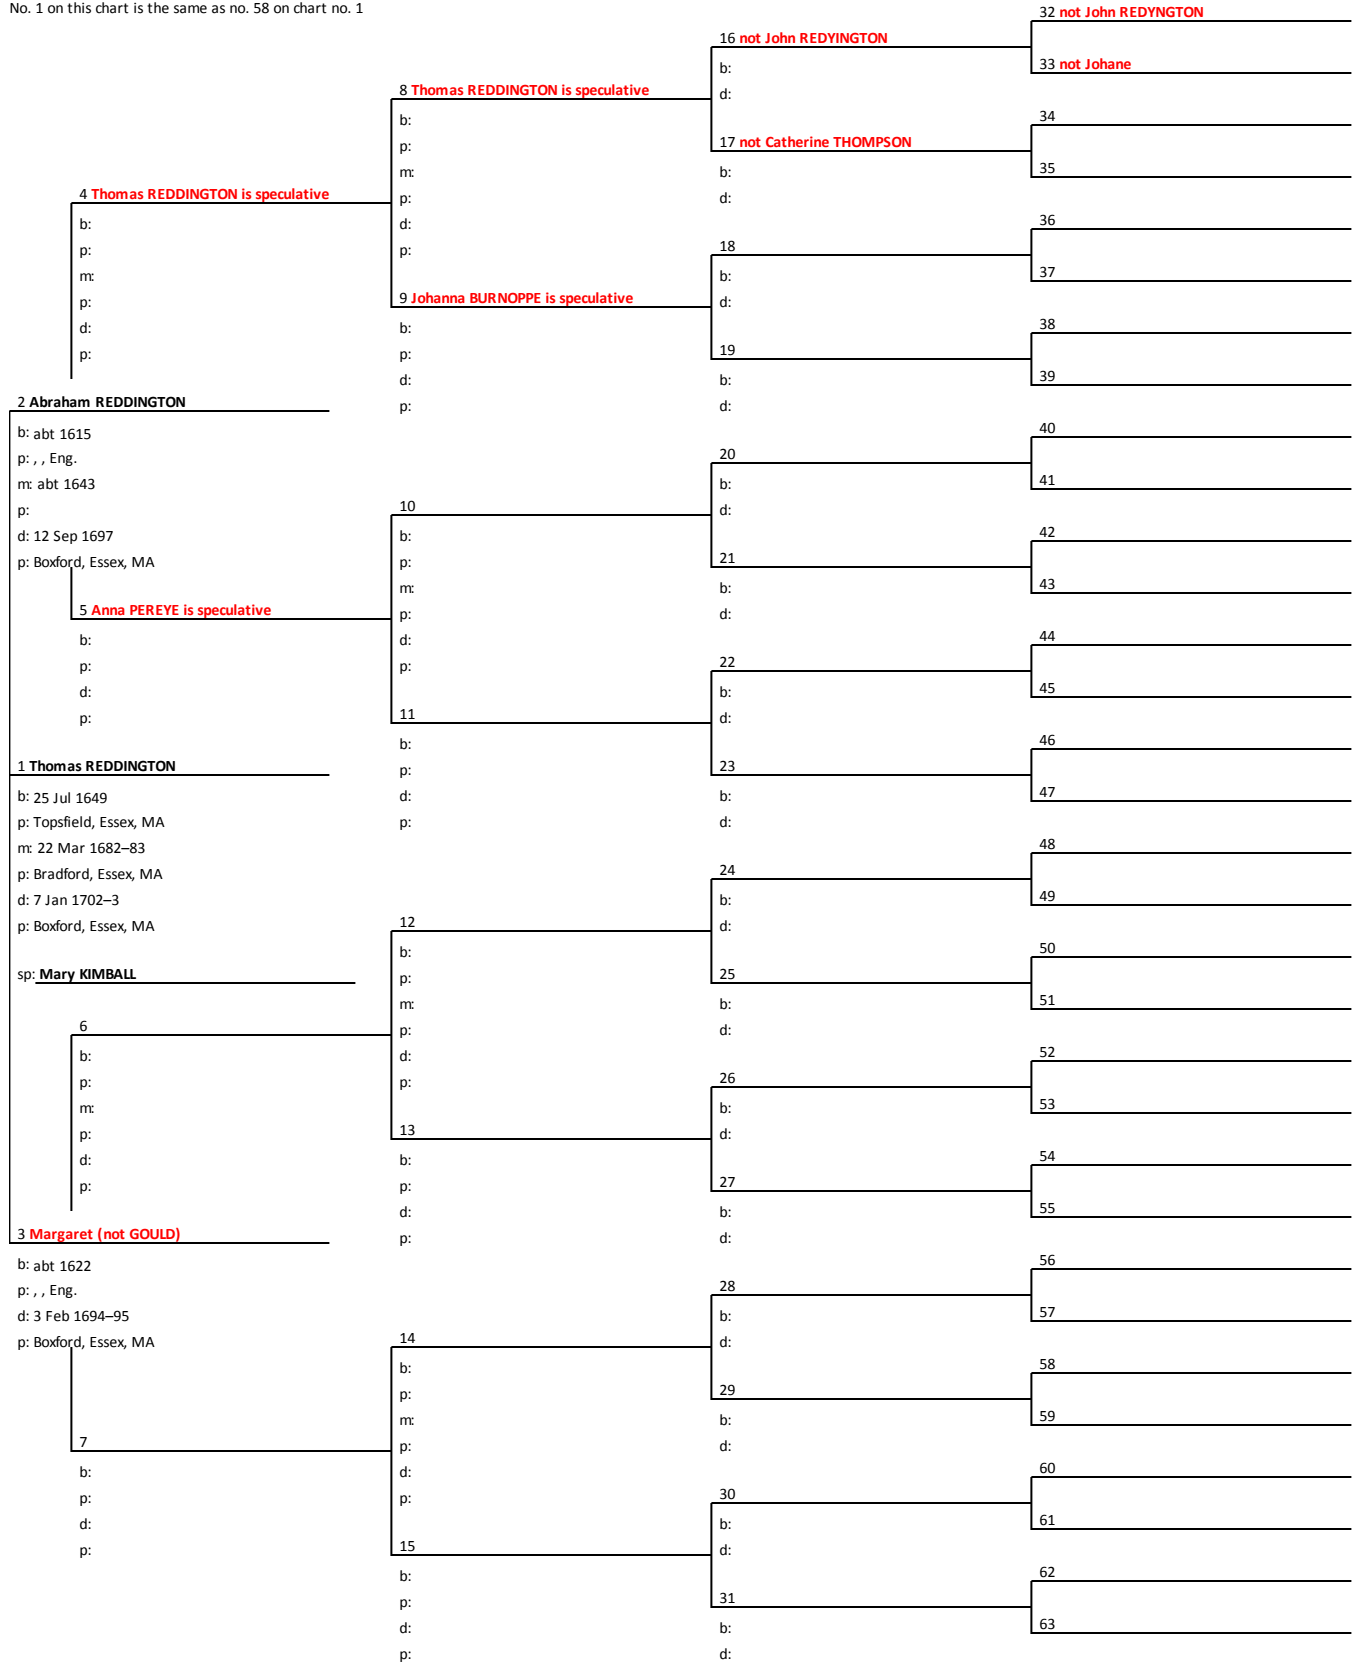 No. 1 on this chart is the same as no. 58 on chart no. 1
2 Abraham REDDINGTON
b: abt 1615
p: , , Eng.
m: abt 1643
p:
d: 12 Sep 1697
p: Boxford, Essex, MA
1 Thomas REDDINGTON
b: 25 Jul 1649
p: Topsfield, Essex, MA
m: 22 Mar 1682–83
p: Bradford, Essex, MA
d: 7 Jan 1702–3
p: Boxford, Essex, MA
sp: Mary KIMBALL
3 Margaret (not GOULD)
b: abt 1622
p: , , Eng.
d: 3 Feb 1694–95
p: Boxford, Essex, MA
4 Thomas REDDINGTON is speculative
b:
p:
m:
p:
d:
p:
5 Anna PEREYE is speculative
b:
p:
d:
p:
6
b:
p:
m:
p:
d:
p:
7
b:
p:
d:
p:
8 Thomas REDDINGTON is speculative
b:
p:
m:
p:
d:
p:
9 Johanna BURNOPPE is speculative
b:
p:
d:
p:
10
b:
p:
m:
p:
d:
p:
11
b:
p:
d:
p:
12
b:
p:
m:
p:
d:
p:
13
b:
p:
d:
p:
14
b:
p:
m:
p:
d:
p:
15
b:
p:
d:
p:
16 not John REDYINGTON
b:
d:
17 not Catherine THOMPSON
b:
d:
18
b:
d:
19
b:
d:
20
b:
d:
21
b:
d:
22
b:
d:
23
b:
d:
24
b:
d:
25
b:
d:
26
b:
d:
27
b:
d:
28
b:
d:
29
b:
d:
30
b:
d:
31
b:
d:
32 not John REDYNGTON
33 not Johane
34
35
36
37
38
39
40
41
42
43
44
45
46
47
48
49
50
51
52
53
54
55
56
57
58
59
60
61
62
63